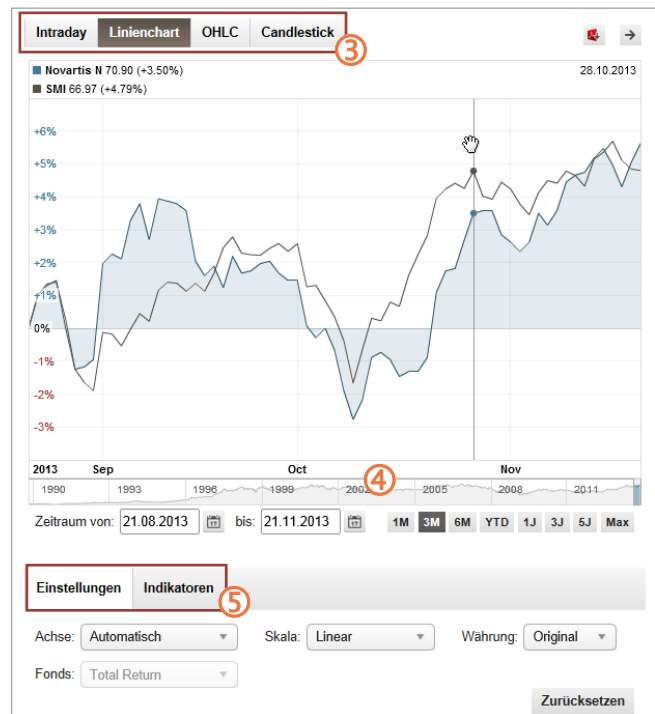 Intraday Linienchart OHLC Candlestick
3
Novartis N 70.90 (+3.50%) 28.10.2013
SMI 66.97 (+4.79%)
+6%
+5%
+4%
+3%
+2%
+1%
0%
-1%
-2%
-3%
2013 Sep Oct Nov
4
1990 1993 1996 1999 2002 2005 2008 2011
Zeitraum von: 21.08.2013 bis: 21.11.2013 1M 3M 6M YTD 1J 3J 5J Max
Einstellungen Indikatoren
5
Achse: Automatisch Skala: Linear Währung: Original
Fonds: Total Return
Zurücksetzen